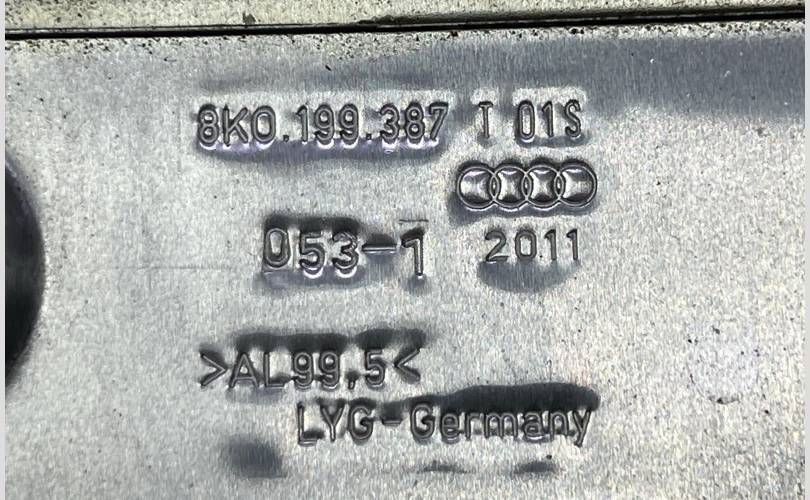 8K0.199.387 T 01S
053-1 2011
>AL99,5<
LYG-Germany